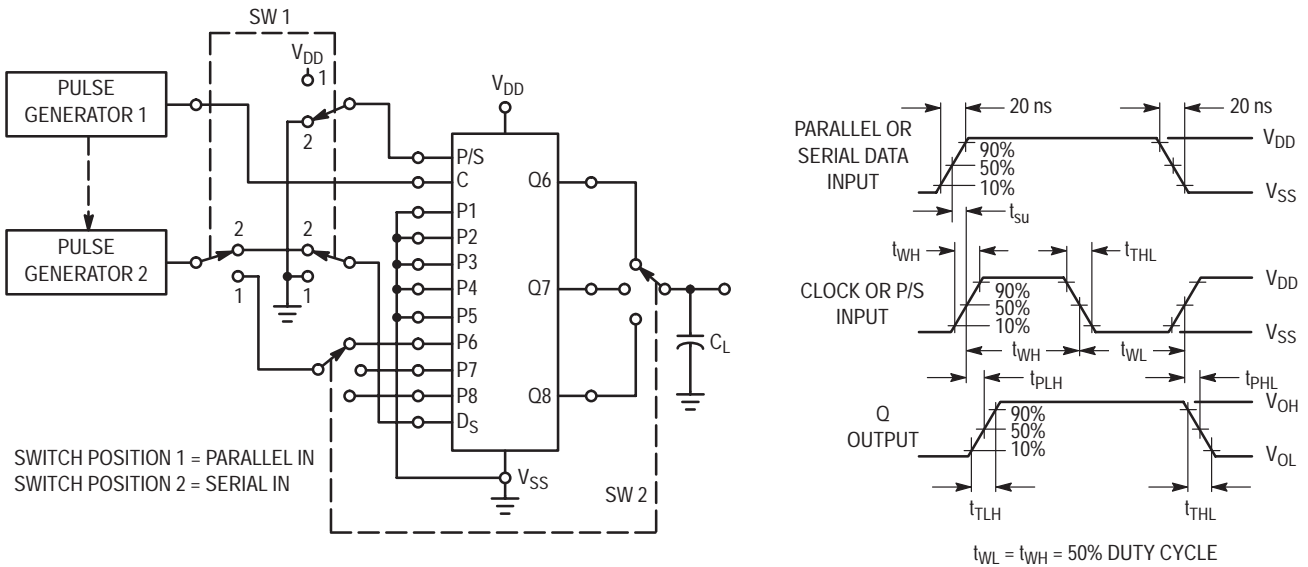 SW 1
V_DD
1
2
PULSE
GENERATOR 1
PULSE
GENERATOR 2
2
1
2
1
V_DD
P/S
C
P1
P2
P3
P4
P5
P6
P7
P8
D_S
Q6
Q7
Q8
C_L
V_SS
SW 2
SWITCH POSITION 1 = PARALLEL IN
SWITCH POSITION 2 = SERIAL IN
20 ns
20 ns
PARALLEL OR
SERIAL DATA
INPUT
90%
50%
10%
V_DD
V_SS
t_su
t_WH
t_THL
CLOCK OR P/S
INPUT
90%
50%
10%
V_DD
V_SS
t_WH
t_WL
t_PLH
t_PHL
Q
OUTPUT
90%
50%
10%
V_OH
V_OL
t_TLH
t_THL
t_WL = t_WH = 50% DUTY CYCLE